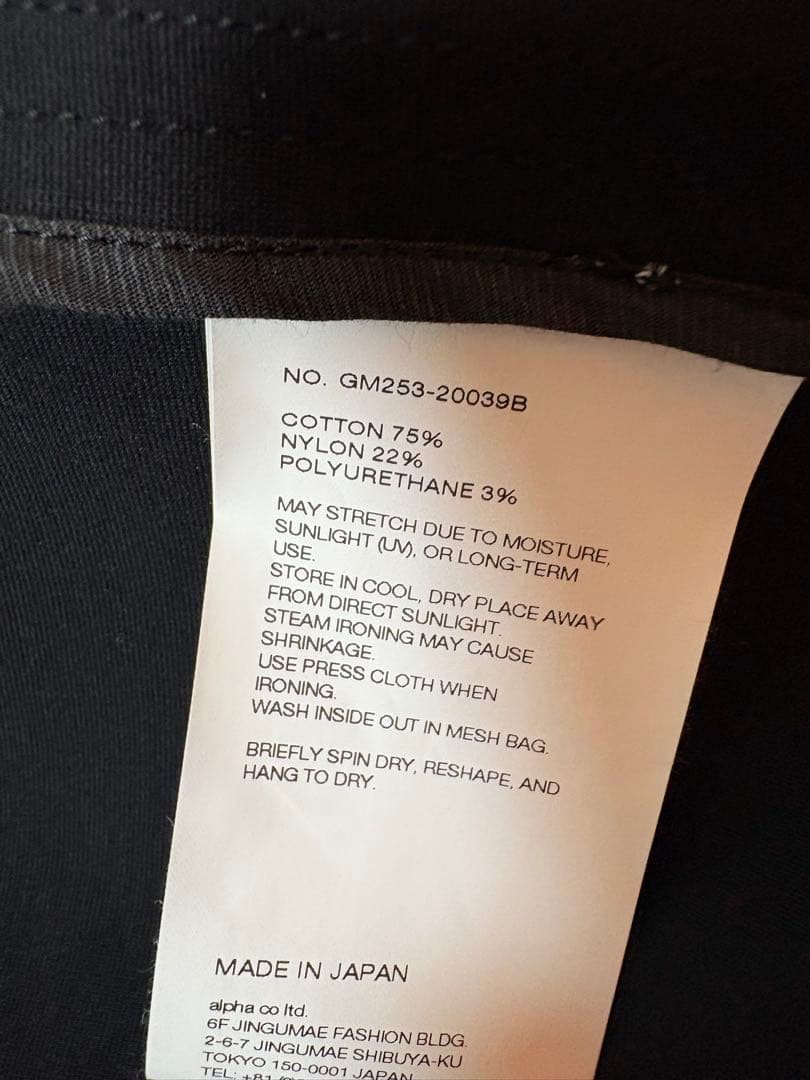 NO. GM253-20039B
COTTON 75%
NYLON 22%
POLYURETHANE 3%
MAY STRETCH DUE TO MOISTURE,
SUNLIGHT (UV), OR LONG-TERM
USE.
STORE IN COOL, DRY PLACE AWAY
FROM DIRECT SUNLIGHT.
STEAM IRONING MAY CAUSE
SHRINKAGE.
USE PRESS CLOTH WHEN
IRONING.
WASH INSIDE OUT IN MESH BAG.
BRIEFLY SPIN DRY, RESHAPE, AND
HANG TO DRY.
MADE IN JAPAN
alpha co ltd.
6F JINGUMAE FASHION BLDG.
2-6-7 JINGUMAE SHIBUYA-KU
TOKYO 150-0001 JAPAN
TEL: +81